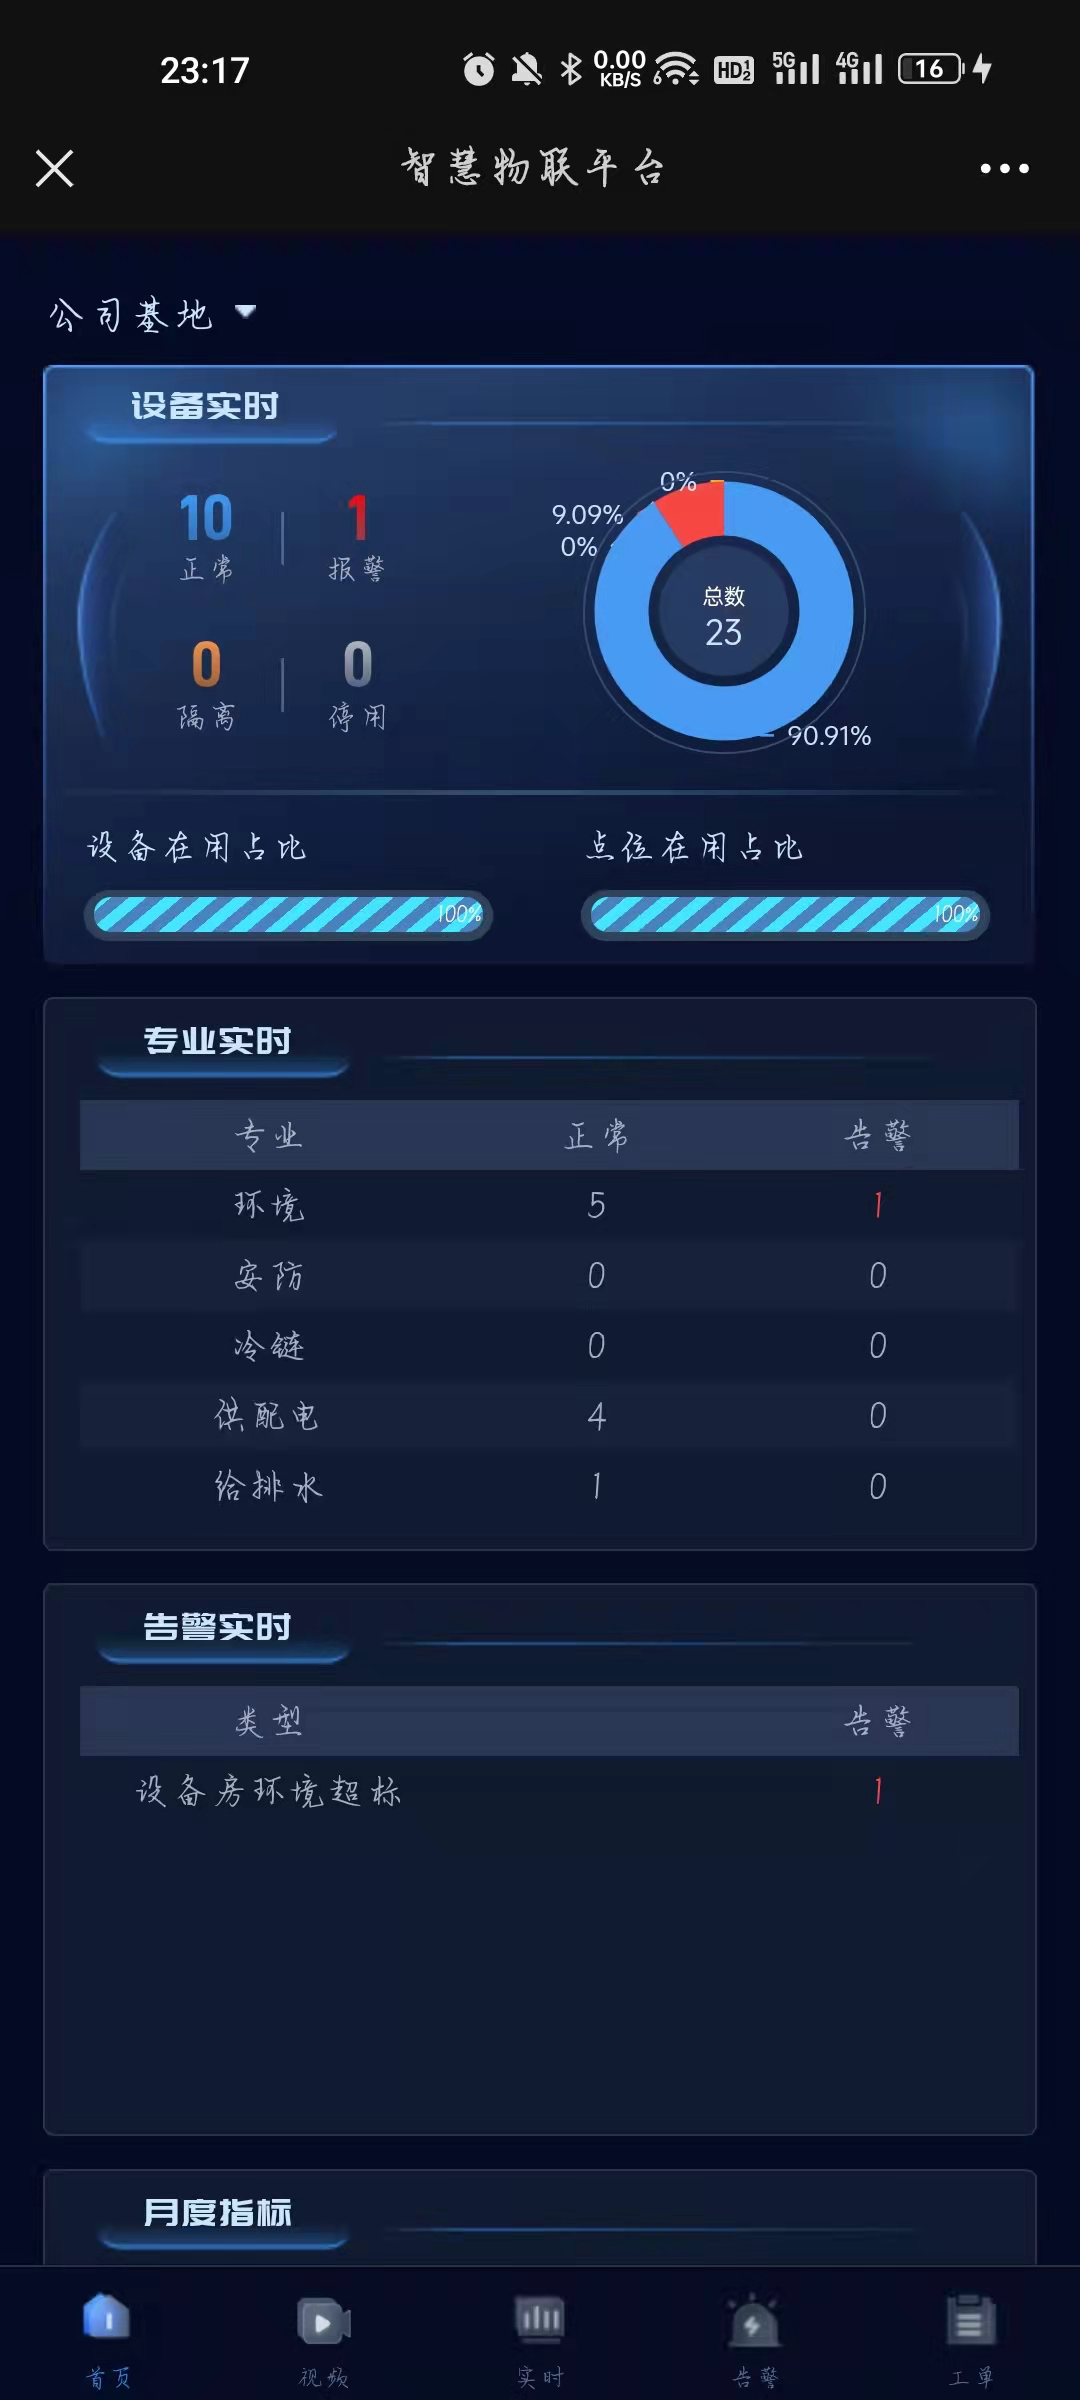 23:17
0.00
KB/S
6
HD 1 2
5G
4G
16
智慧物联平台
公司基地
设备实时
10
1
正常
报警
0
0
隔离
停用
0%
9.09%
0%
总数
23
90.91%
设备在用占比
点位在用占比
100%
100%
专业实时
专业 正常 告警
环境 5 1
安防 0 0
冷链 0 0
供配电 4 0
给排水 1 0
告警实时
类型 告警
设备房环境超标 1
月度指标
首页 视频 实时 告警 工单